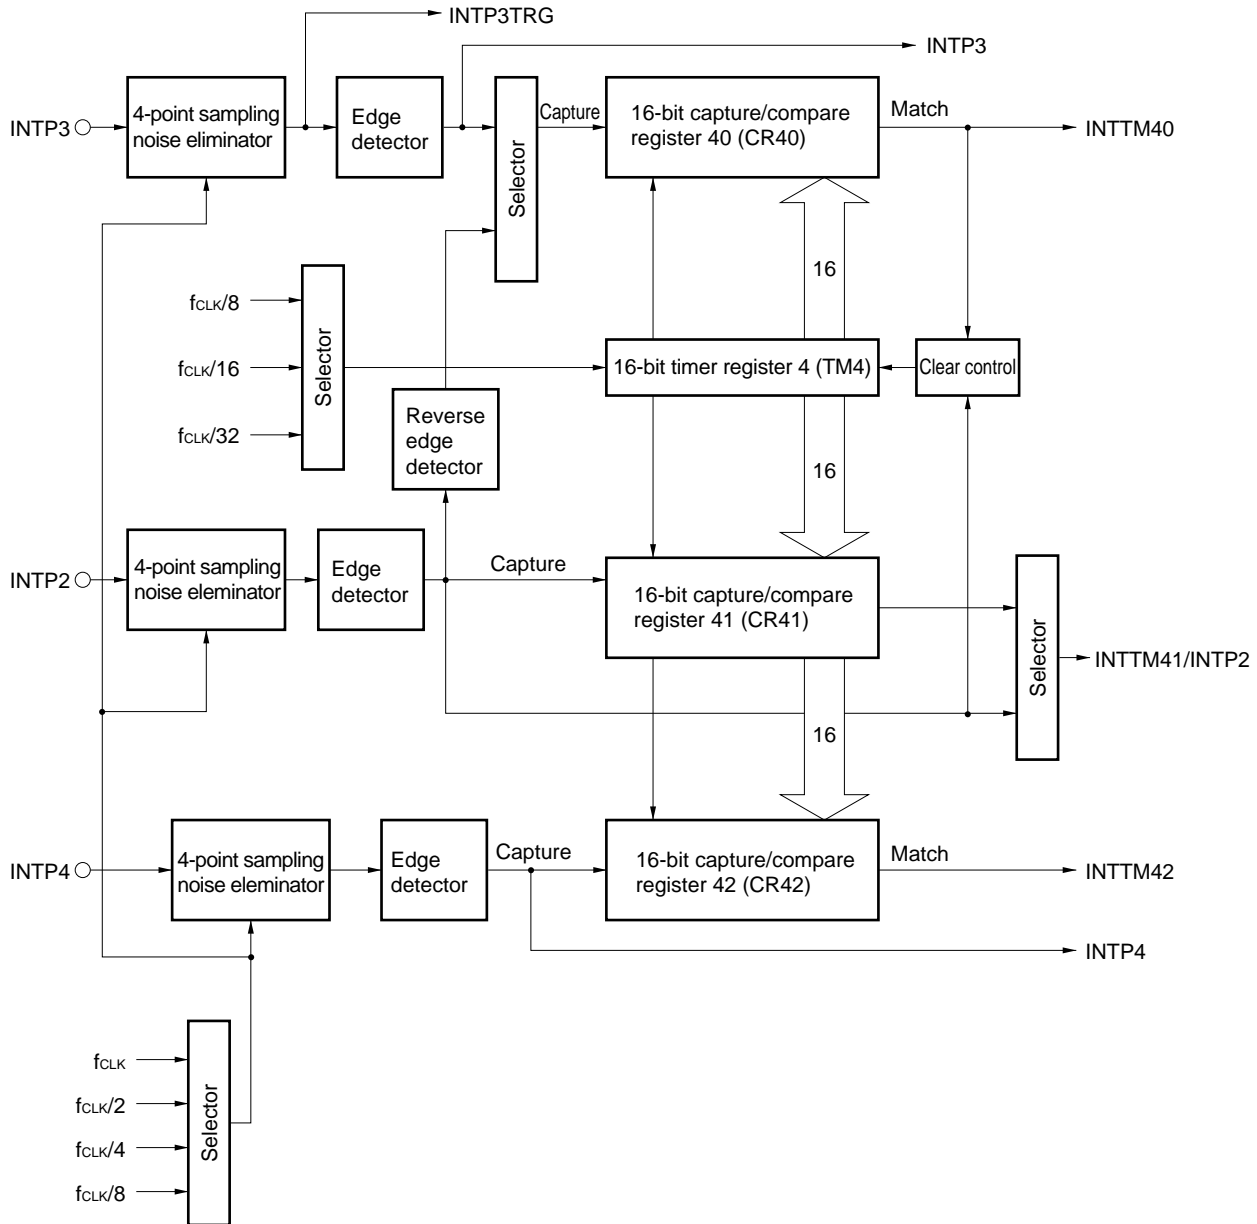 INTP3TRG
INTP3
INTP3
4-point sampling
noise eliminator
Edge
detector
Selector
Capture
16-bit capture/compare
register 40 (CR40)
Match
INTTM40
16
fCLK/8
fCLK/16
fCLK/32
Selector
16-bit timer register 4 (TM4)
Clear control
Reverse
edge
detector
16
INTP2
4-point sampling
noise eleminator
Edge
detector
Capture
16-bit capture/compare
register 41 (CR41)
Selector
INTTM41/INTP2
16
INTP4
4-point sampling
noise eleminator
Edge
detector
Capture
16-bit capture/compare
register 42 (CR42)
Match
INTTM42
INTP4
fCLK
fCLK/2
fCLK/4
fCLK/8
Selector